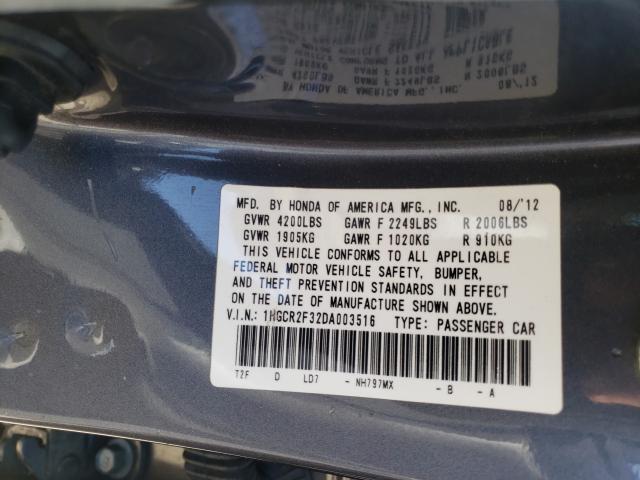 MFD. BY HONDA OF AMERICA MFG., INC. 08/'12
GVWR 4200LBS GAWR F 2249LBS R 2006LBS
GVWR 1905KG GAWR F 1020KG R 910KG
THIS VEHICLE CONFORMS TO ALL APPLICABLE
FEDERAL MOTOR VEHICLE SAFETY, BUMPER,
AND THEFT PREVENTION STANDARDS IN EFFECT
ON THE DATE OF MANUFACTURE SHOWN ABOVE.
V.I.N.: 1HGCR2F32DA003516 TYPE: PASSENGER CAR
T2F D LD7 - NH797MX - B - A